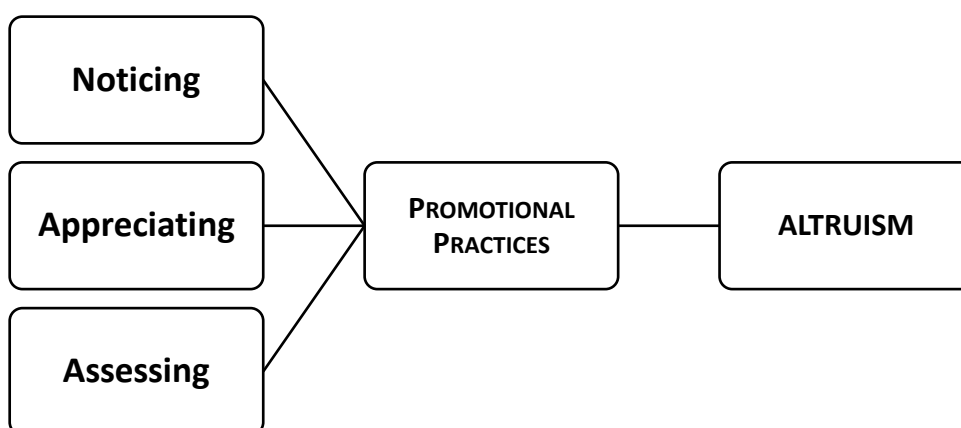 Noticing
Appreciating
Assessing
PROMOTIONAL
PRACTICES
ALTRUISM